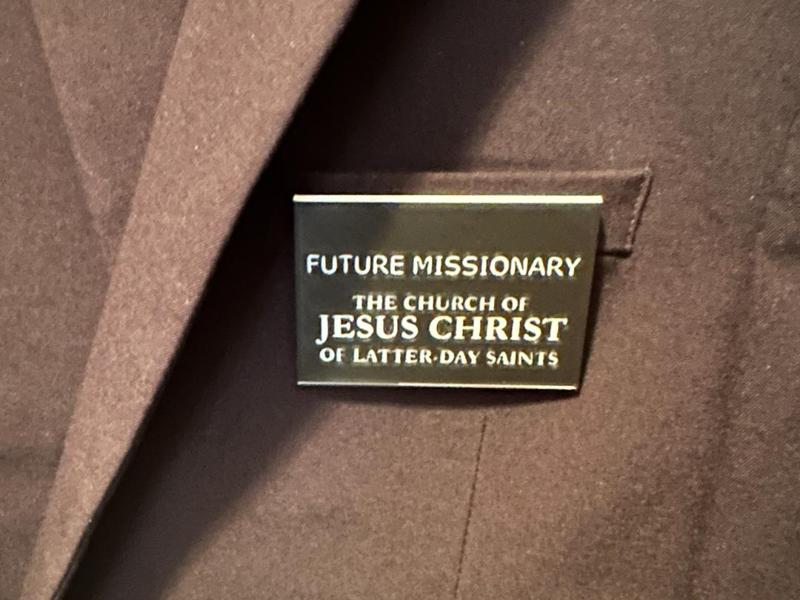 FUTURE MISSIONARY
THE CHURCH OF
JESUS CHRIST
OF LATTER-DAY SAINTS